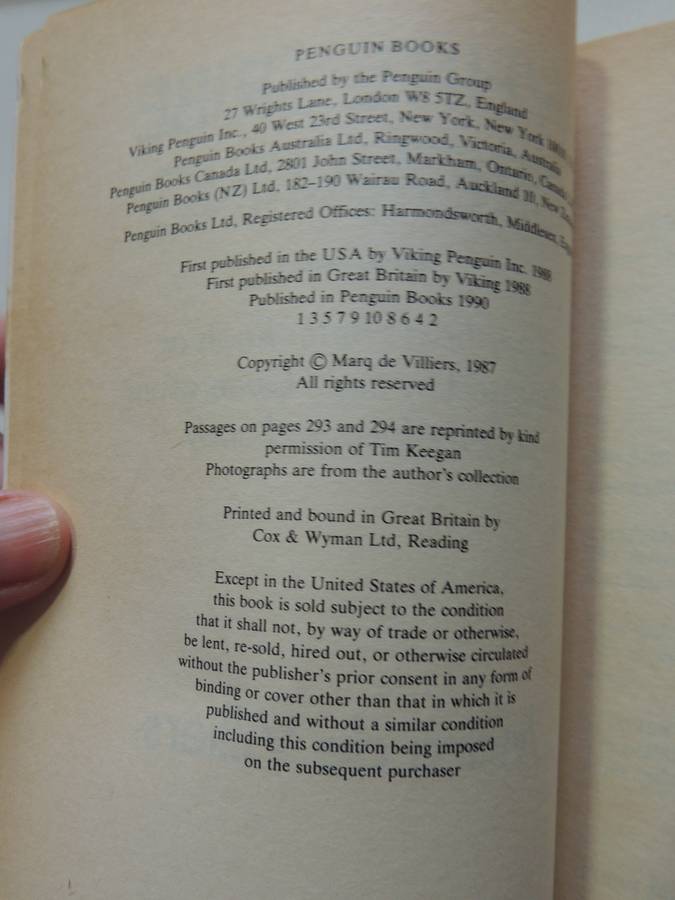 PENGUIN BOOKS
Published by the Penguin Group
27 Wrights Lane, London W8 5TZ, England
Viking Penguin Inc., 40 West 23rd Street, New York, New York
Penguin Books Australia Ltd, Ringwood, Victoria, Australia
Penguin Books Canada Ltd, 2801 John Street, Markham, Ontario, Canada
Penguin Books (NZ) Ltd, 182–190 Wairau Road, Auckland 10, New
Penguin Books Ltd, Registered Offices: Harmondsworth, Middlesex,
First published in the USA by Viking Penguin Inc. 1988
First published in Great Britain by Viking 1988
Published in Penguin Books 1990
1 3 5 7 9 10 8 6 4 2
Copyright © Marq de Villiers, 1987
All rights reserved
Passages on pages 293 and 294 are reprinted by kind
permission of Tim Keegan
Photographs are from the author's collection
Printed and bound in Great Britain by
Cox & Wyman Ltd, Reading
Except in the United States of America,
this book is sold subject to the condition
that it shall not, by way of trade or otherwise,
be lent, re-sold, hired out, or otherwise circulated
without the publisher's prior consent in any form of
binding or cover other than that in which it is
published and without a similar condition
including this condition being imposed
on the subsequent purchaser